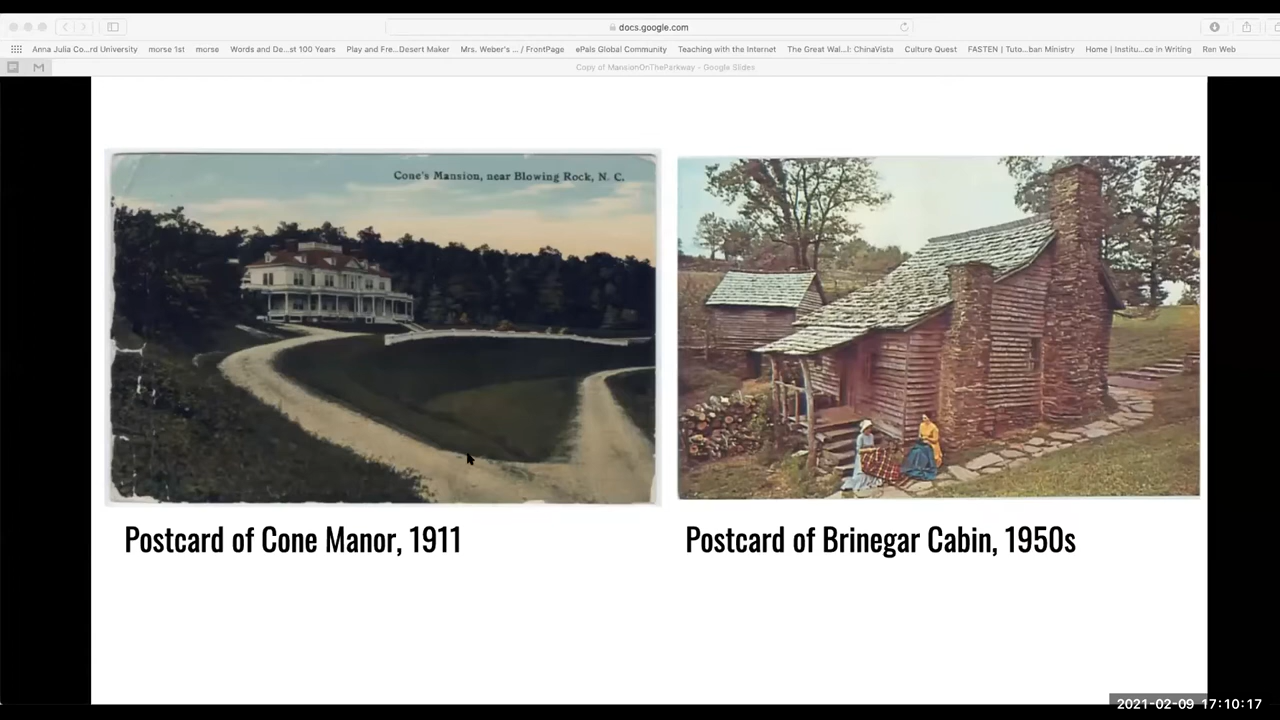 docs.google.com
Anna Julia Co...rd University morse 1st morse Words and De...st 100 Years Play and Fre...Desert Maker Mrs. Weber's ... / FrontPage ePals Global Community Teaching with the Internet The Great Wal...l: ChinaVista Culture Quest FASTEN | Tuto...ban Ministry Home | Institu...ce in Writing Ran Web
Copy of MansionOnTheParkway - Google Slides
Cone's Mansion, near Blowing Rock, N. C.
Postcard of Cone Manor, 1911
Postcard of Brinegar Cabin, 1950s
2021-02-09 17:10:17